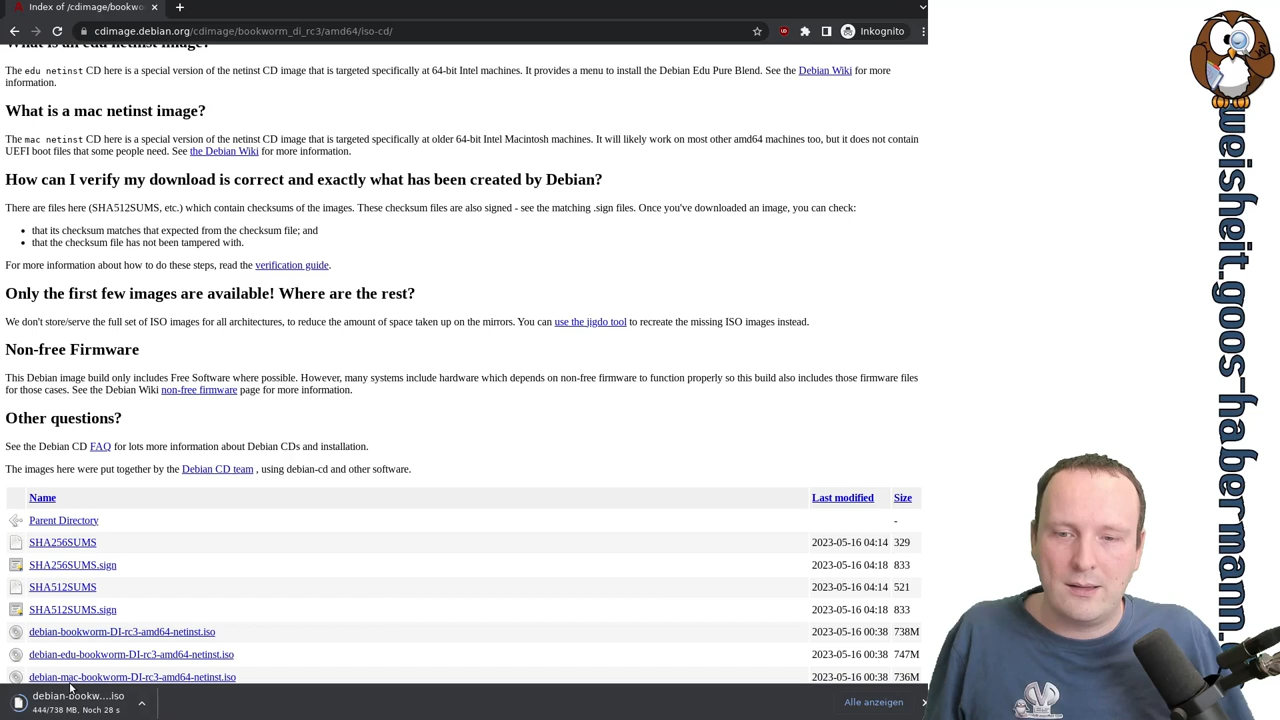 Index of /cdimage/bookwo
cdimage.debian.org/cdimage/bookworm_di_rc3/amd64/iso-cd/
Inkognito
What is an edu netinst image?
The edu netinst CD here is a special version of the netinst CD image that is targeted specifically at 64-bit Intel machines. It provides a menu to install the Debian Edu Pure Blend. See the Debian Wiki for more
information.
What is a mac netinst image?
The mac netinst CD here is a special version of the netinst CD image that is targeted specifically at older 64-bit Intel Macintosh machines. It will likely work on most other amd64 machines too, but it does not contain
UEFI boot files that some people need. See the Debian Wiki for more information.
How can I verify my download is correct and exactly what has been created by Debian?
There are files here (SHA512SUMS, etc.) which contain checksums of the images. These checksum files are also signed - see the matching .sign files. Once you've downloaded an image, you can check:
that its checksum matches that expected from the checksum file; and
that the checksum file has not been tampered with.
For more information about how to do these steps, read the verification guide.
Only the first few images are available! Where are the rest?
We don't store/serve the full set of ISO images for all architectures, to reduce the amount of space taken up on the mirrors. You can use the jigdo tool to recreate the missing ISO images instead.
Non-free Firmware
This Debian image build only includes Free Software where possible. However, many systems include hardware which depends on non-free firmware to function properly so this build also includes those firmware files
for those cases. See the Debian Wiki non-free firmware page for more information.
Other questions?
See the Debian CD FAQ for lots more information about Debian CDs and installation.
The images here were put together by the Debian CD team , using debian-cd and other software.
Name Last modified Size
Parent Directory -
SHA256SUMS 2023-05-16 04:14 329
SHA256SUMS.sign 2023-05-16 04:18 833
SHA512SUMS 2023-05-16 04:14 521
SHA512SUMS.sign 2023-05-16 04:18 833
debian-bookworm-DI-rc3-amd64-netinst.iso 2023-05-16 00:38 738M
debian-edu-bookworm-DI-rc3-amd64-netinst.iso 2023-05-16 00:38 747M
debian-mac-bookworm-DI-rc3-amd64-netinst.iso 2023-05-16 00:38 736M
debian-bookw....iso
444/738 MB, Noch 28 s
Alle anzeigen
weisheit.goos-habermann.